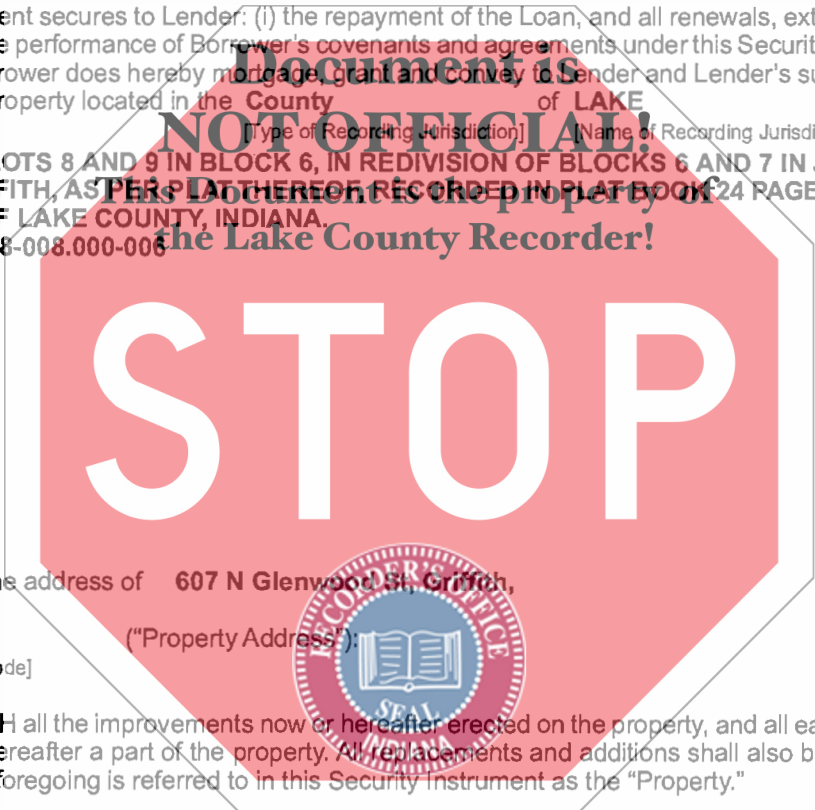 ent secures to Lender: (i) the repayment of the Loan, and all renewals, ext
e performance of Borrower's covenants and agreements under this Securit
rower does hereby mortgage, grant and convey to Lender and Lender's su
Document is
roperty located in the County of LAKE
NOT OFFICIAL!
[Type of Recording Jurisdiction] [Name of Recording Jurisdi
OTS 8 AND 9 IN BLOCK 6, IN REDIVISION OF BLOCKS 6 AND 7 IN
FITH, AS PER PLAT THEREOF, RECORDED IN PLAT BOOK 24 PAGE
This Document is the property of
LAKE COUNTY, INDIANA.
the Lake County Recorder!
8-008.000-006
STOP
e address of 607 N Glenwood St, Griffith,
("Property Address"):
de]
RECORDER'S OFFICE
SEAL
INDIANA
H all the improvements now or hereafter erected on the property, and all ea
ereafter a part of the property. All replacements and additions shall also b
oregoing is referred to in this Security Instrument as the “Property.”